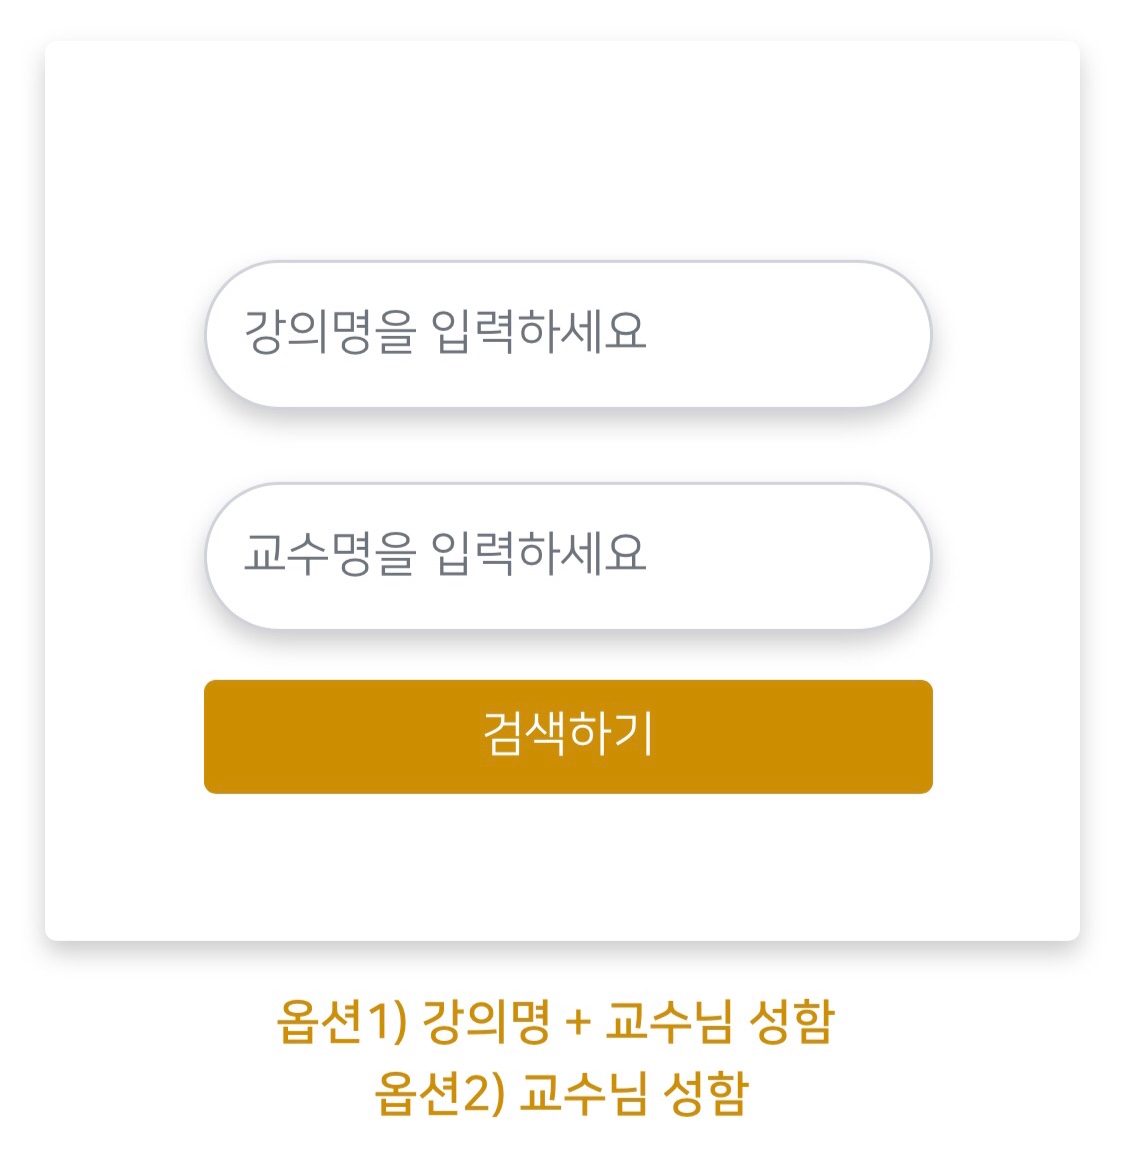 강의명을 입력하세요
교수명을 입력하세요
검색하기
옵션1) 강의명 + 교수님 성함
옵션2) 교수님 성함